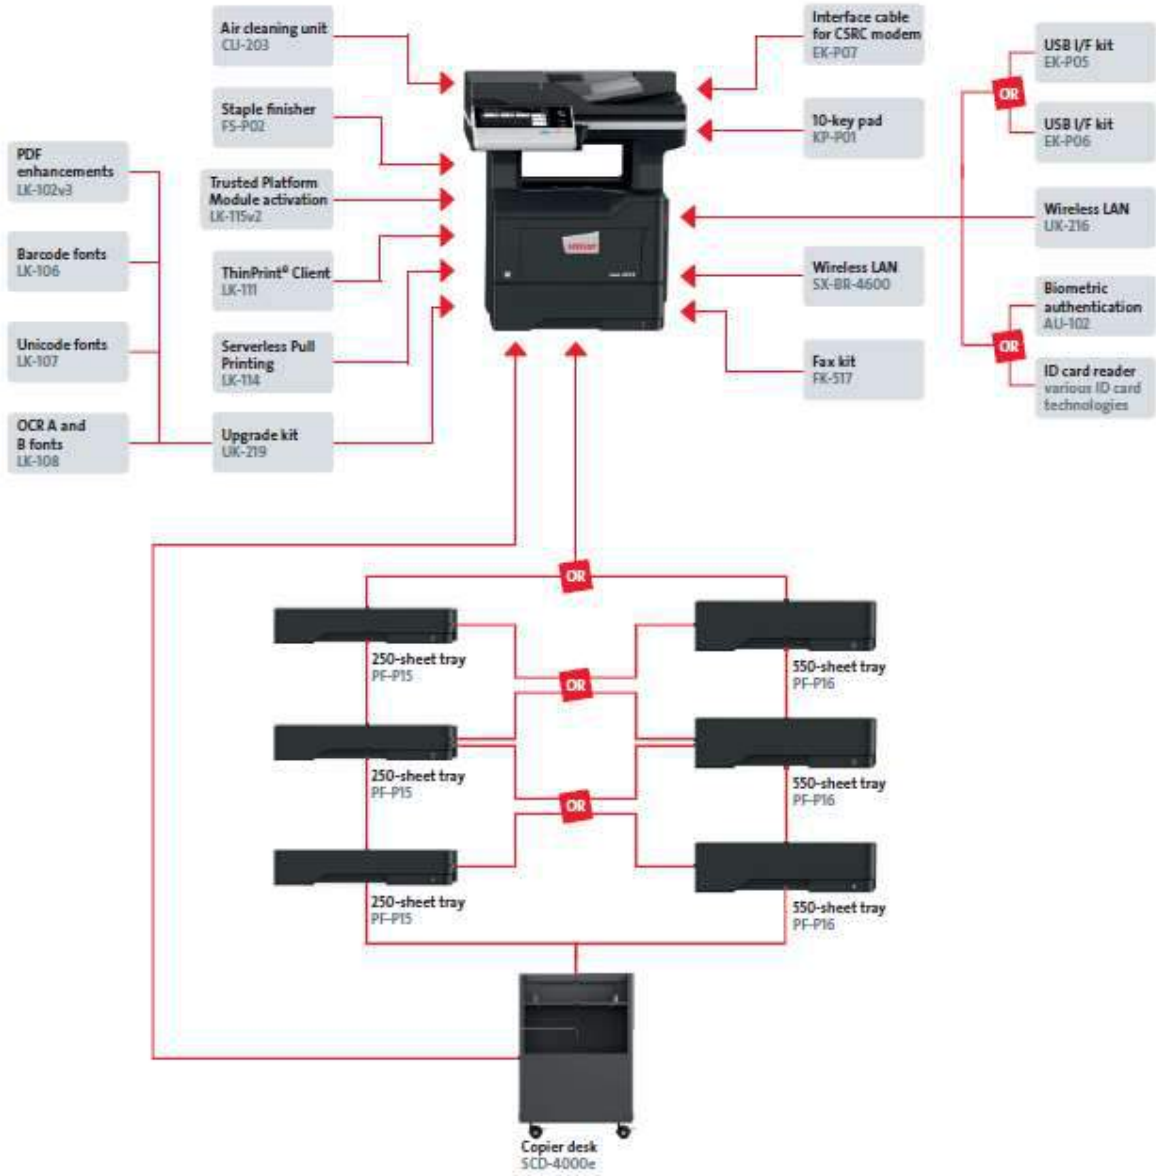 Air cleaning unit
CU-203
Staple finisher
FS-P02
Trusted Platform
Module activation
LK-115v2
ThinPrint® Client
LK-111
Serverless Pull
Printing
LK-114
Upgrade kit
UK-219
PDF
enhancements
LK-102v3
Barcode fonts
LK-106
Unicode fonts
LK-107
OCR A and
B fonts
LK-108
Interface cable
for CSRC modem
EK-P07
10-key pad
KP-P01
Wireless LAN
SX-BR-4600
Fax kit
FK-517
USB I/F kit
EK-P05
OR
USB I/F kit
EK-P06
Wireless LAN
UK-216
Biometric
authentication
AU-102
OR
ID card reader
various ID card
technologies
OR
250-sheet tray
PF-P15
550-sheet tray
PF-P16
OR
250-sheet tray
PF-P15
550-sheet tray
PF-P16
OR
250-sheet tray
PF-P15
550-sheet tray
PF-P16
Copier desk
SCD-4000e